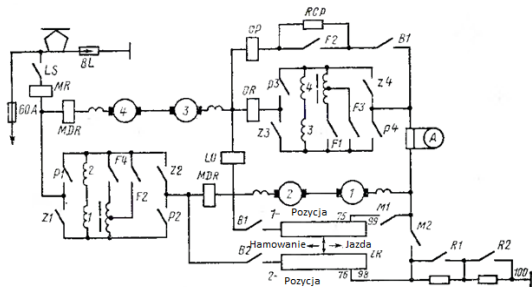 RCP
CP
F2
B1
BL
LS
MR
60A
MDR
4
3
DR
P3
4
3
Z3
F1
F3
Z4
P4
A
LU
P1
2
F4
Z2
MDR
2
1
Z1
1
F2
P2
B1
1-
Pozycja
75
99
M1
M2
Hamowanie
Jazda
B2
LR
R1
R2
100
2-
Pozycja
76
98